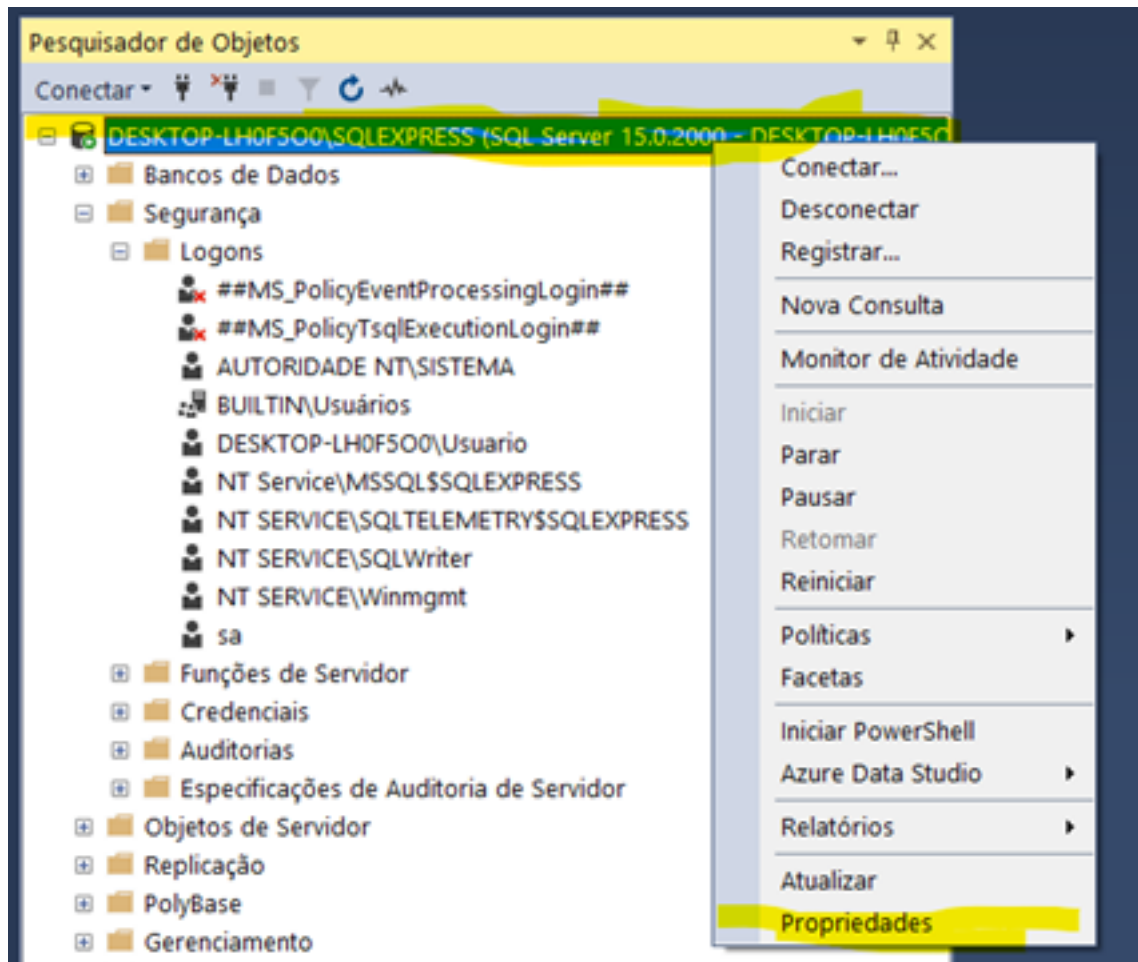 Pesquisador de Objetos
Conectar
DESKTOP-LH0F5O0\SQLEXPRESS (SQL Server 15.0.2000 - DESKTOP-LH0F5O
Bancos de Dados
Segurança
Logons
##MS_PolicyEventProcessingLogin##
##MS_PolicyTsqlExecutionLogin##
AUTORIDADE NT\SISTEMA
BUILTIN\Usuários
DESKTOP-LH0F5O0\Usuario
NT Service\MSSQL$SQLEXPRESS
NT SERVICE\SQLTELEMETRY$SQLEXPRESS
NT SERVICE\SQLWriter
NT SERVICE\Winmgmt
sa
Funções de Servidor
Credenciais
Auditorias
Especificações de Auditoria de Servidor
Objetos de Servidor
Replicação
PolyBase
Gerenciamento
Conectar...
Desconectar
Registrar...
Nova Consulta
Monitor de Atividade
Iniciar
Parar
Pausar
Retomar
Reiniciar
Políticas
Facetas
Iniciar PowerShell
Azure Data Studio
Relatórios
Atualizar
Propriedades